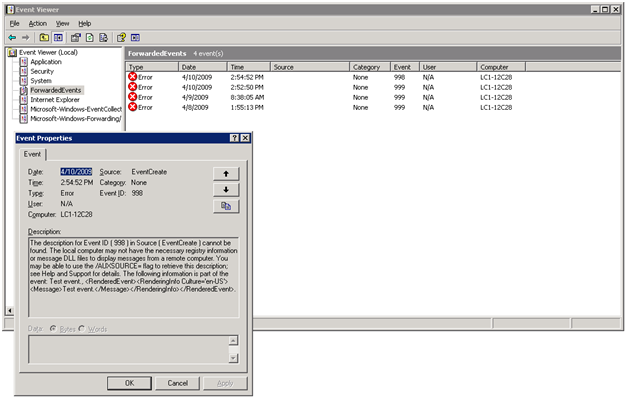 Event Viewer
File Action View Help
Event Viewer (Local)
Application
Security
System
ForwardedEvents
Internet Explorer
Microsoft-Windows-EventCollect
Microsoft-Windows-Forwarding/
ForwardedEvents 4 event(s)
Type Date Time Source Category Event User Computer
Error 4/10/2009 2:54:52 PM None 998 N/A LC1-12C28
Error 4/10/2009 2:52:50 PM None 999 N/A LC1-12C28
Error 4/9/2009 8:38:05 AM None 999 N/A LC1-12C28
Error 4/8/2009 1:55:13 PM None 999 N/A LC1-12C28
Event Properties
Event
Date: 4/10/2009 Source: EventCreate
Time: 2:54:52 PM Category: None
Type: Error Event ID: 998
User: N/A
Computer: LC1-12C28
Description:
The description for Event ID ( 998 ) in Source ( EventCreate ) cannot be
found. The local computer may not have the necessary registry information
or message DLL files to display messages from a remote computer. You
may be able to use the /AUXSOURCE= flag to retrieve this description;
see Help and Support for details. The following information is part of the
event: Test event., <RenderedEvent><RenderingInfo Culture='en-US'>
<Message>Test event.</Message></RenderingInfo></RenderedEvent>.
Data: Bytes Words
OK Cancel Apply